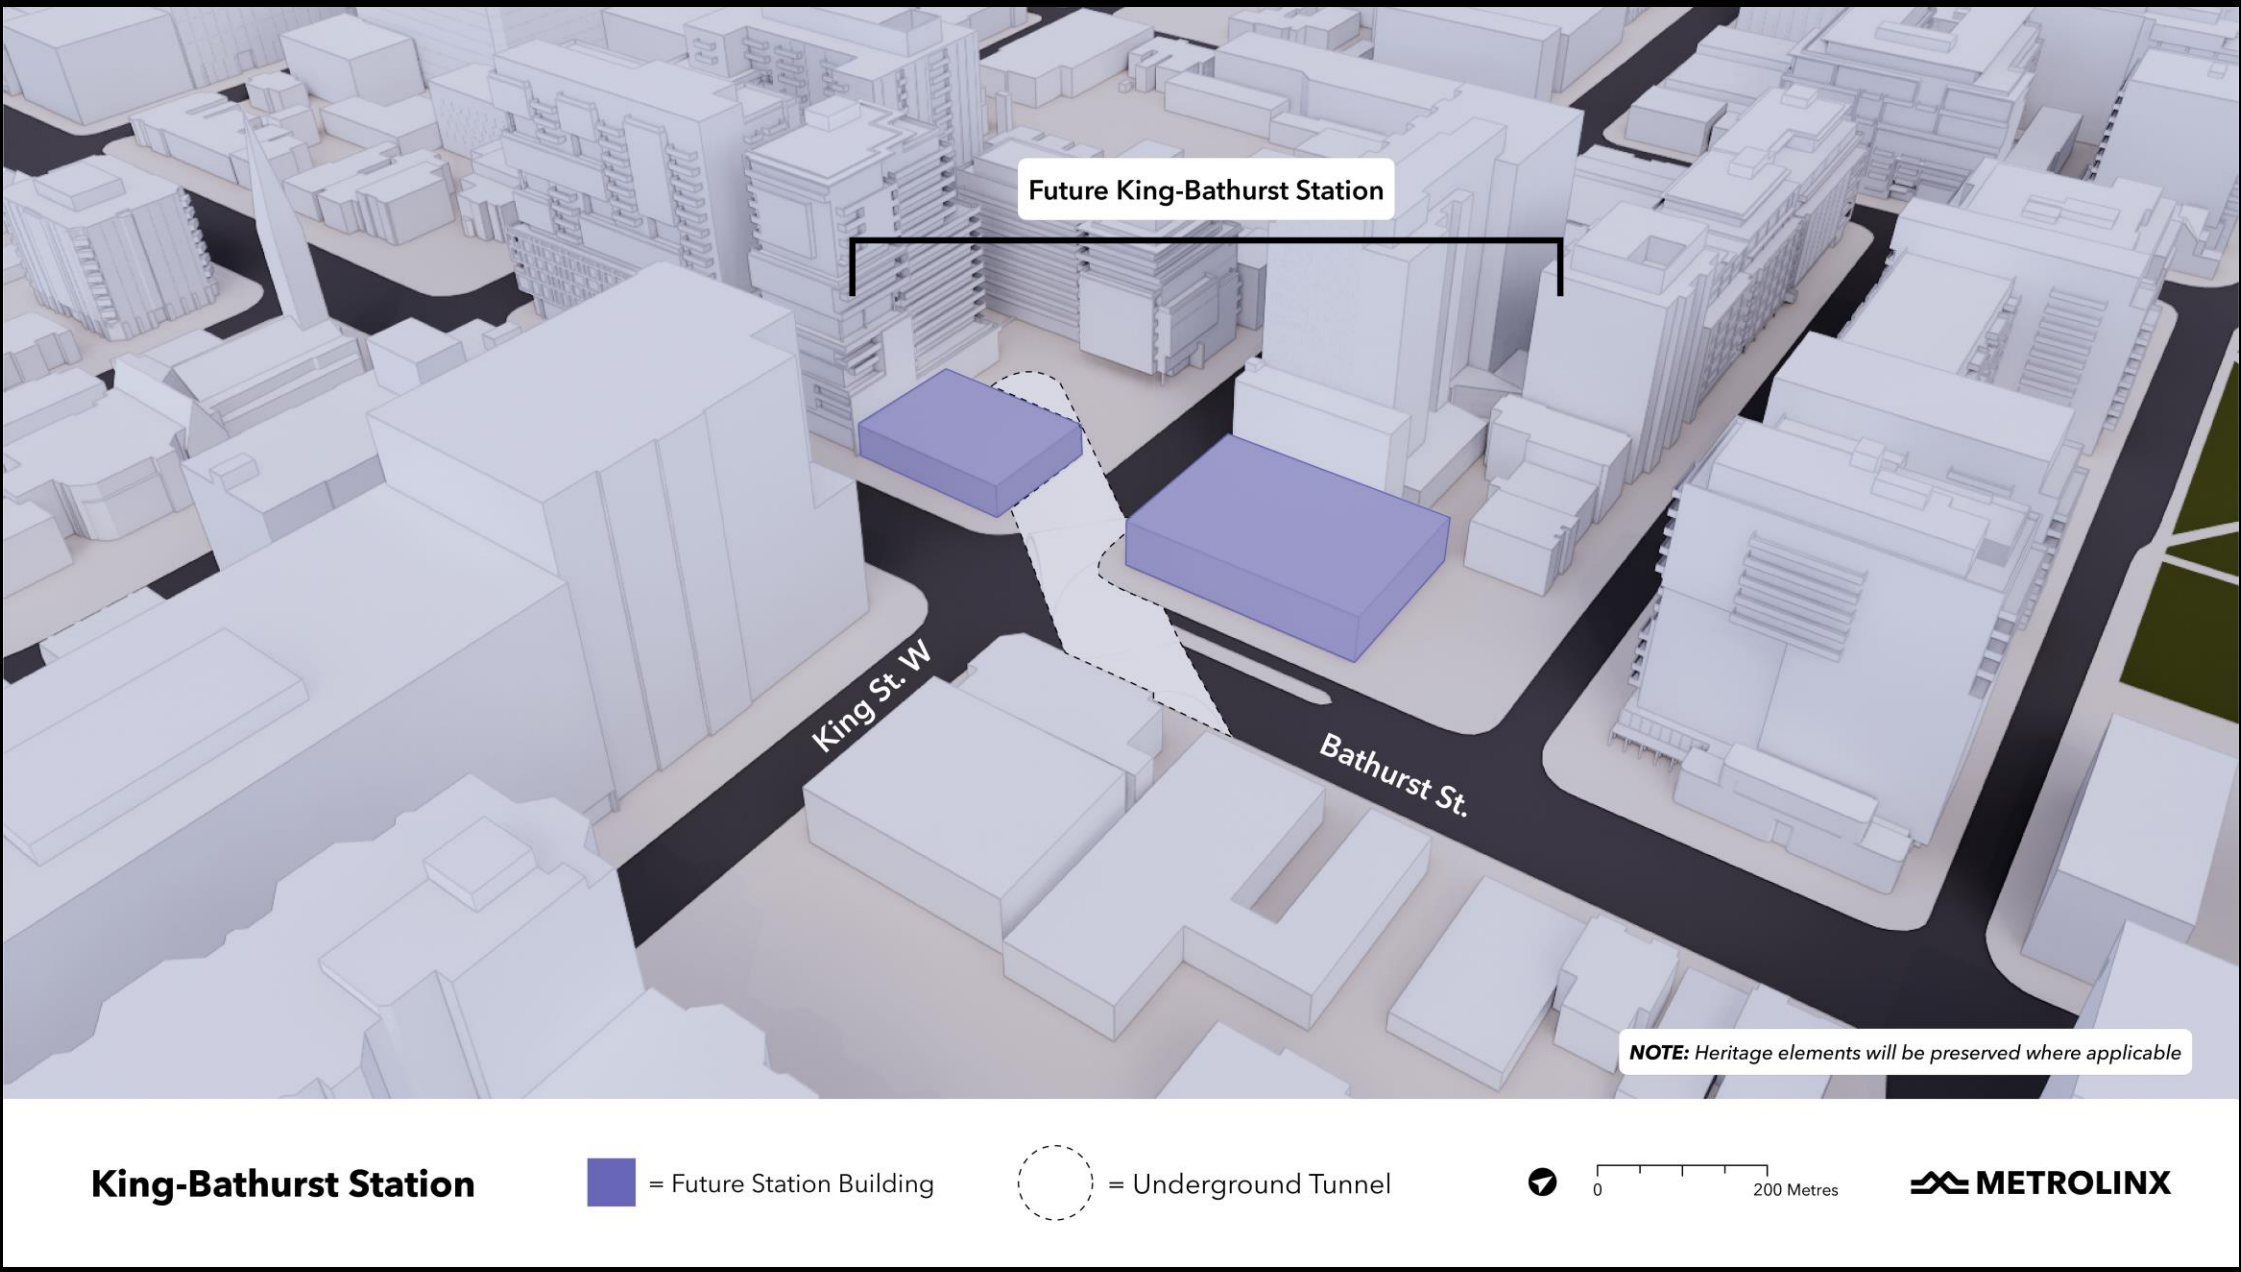 Future King-Bathurst Station
King St. W
Bathurst St.
NOTE: Heritage elements will be preserved where applicable
King-Bathurst Station
= Future Station Building
= Underground Tunnel
0
200 Metres
METROLINX